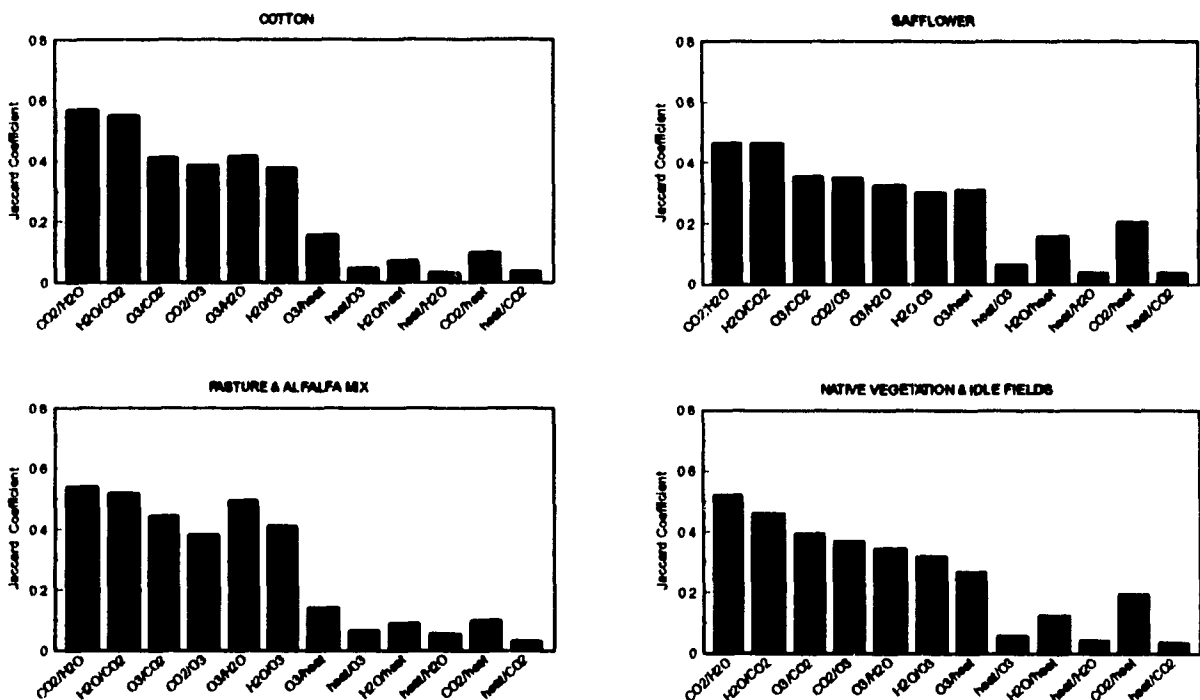 COTTON
0 8
0 6
0 4
0 2
0
Jaccard Coefficient
CO2/H2O
H2O/CO2
O3/CO2
CO2/O3
O3/H2O
H2O/O3
O3/heat
heat/O3
H2O/heat
heat/H2O
CO2/heat
heat/CO2
SAFFLOWER
0 8
0 6
0 4
0 2
0
Jaccard Coefficient
CO2/H2O
H2O/CO2
O3/CO2
CO2/O3
O3/H2O
H2O/O3
O3/heat
heat/O3
H2O/heat
heat/H2O
CO2/heat
heat/CO2
PASTURE & ALFALFA MIX
0 8
0 6
0 4
0 2
0
Jaccard Coefficient
CO2/H2O
H2O/CO2
O3/CO2
CO2/O3
O3/H2O
H2O/O3
O3/heat
heat/O3
H2O/heat
heat/H2O
CO2/heat
heat/CO2
NATIVE VEGETATION & IDLE FIELDS
0 8
0 6
0 4
0 2
0
Jaccard Coefficient
CO2/H2O
H2O/CO2
O3/CO2
CO2/O3
O3/H2O
H2O/O3
O3/heat
heat/O3
H2O/heat
heat/H2O
CO2/heat
heat/CO2